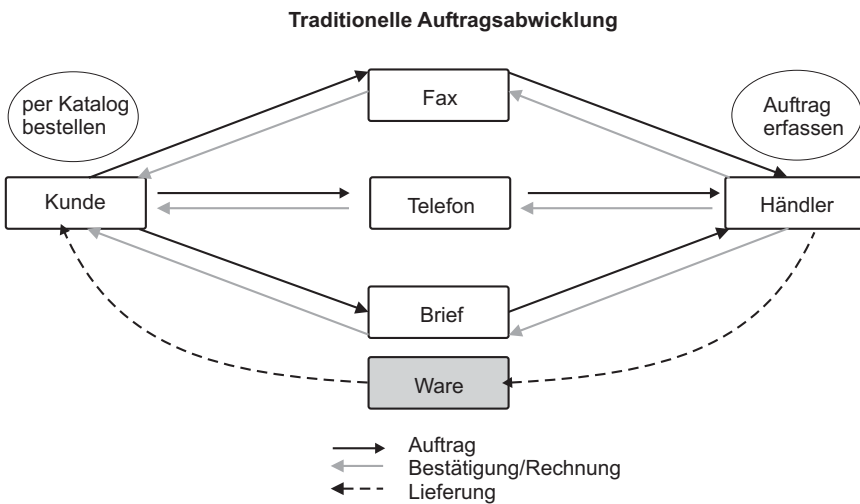 Traditionelle Auftragsabwicklung
per Katalog
bestellen
Fax
Auftrag
erfassen
Kunde
Telefon
Händler
Brief
Ware
Auftrag
Bestätigung/Rechnung
Lieferung